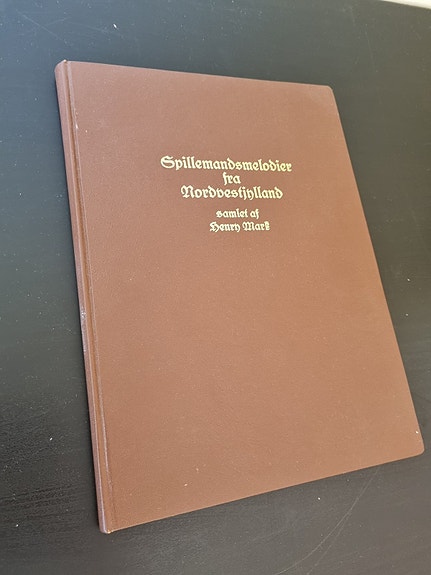 Spillemandsmelodier
fra
Nordvestjylland
samlet af
Henry Mark